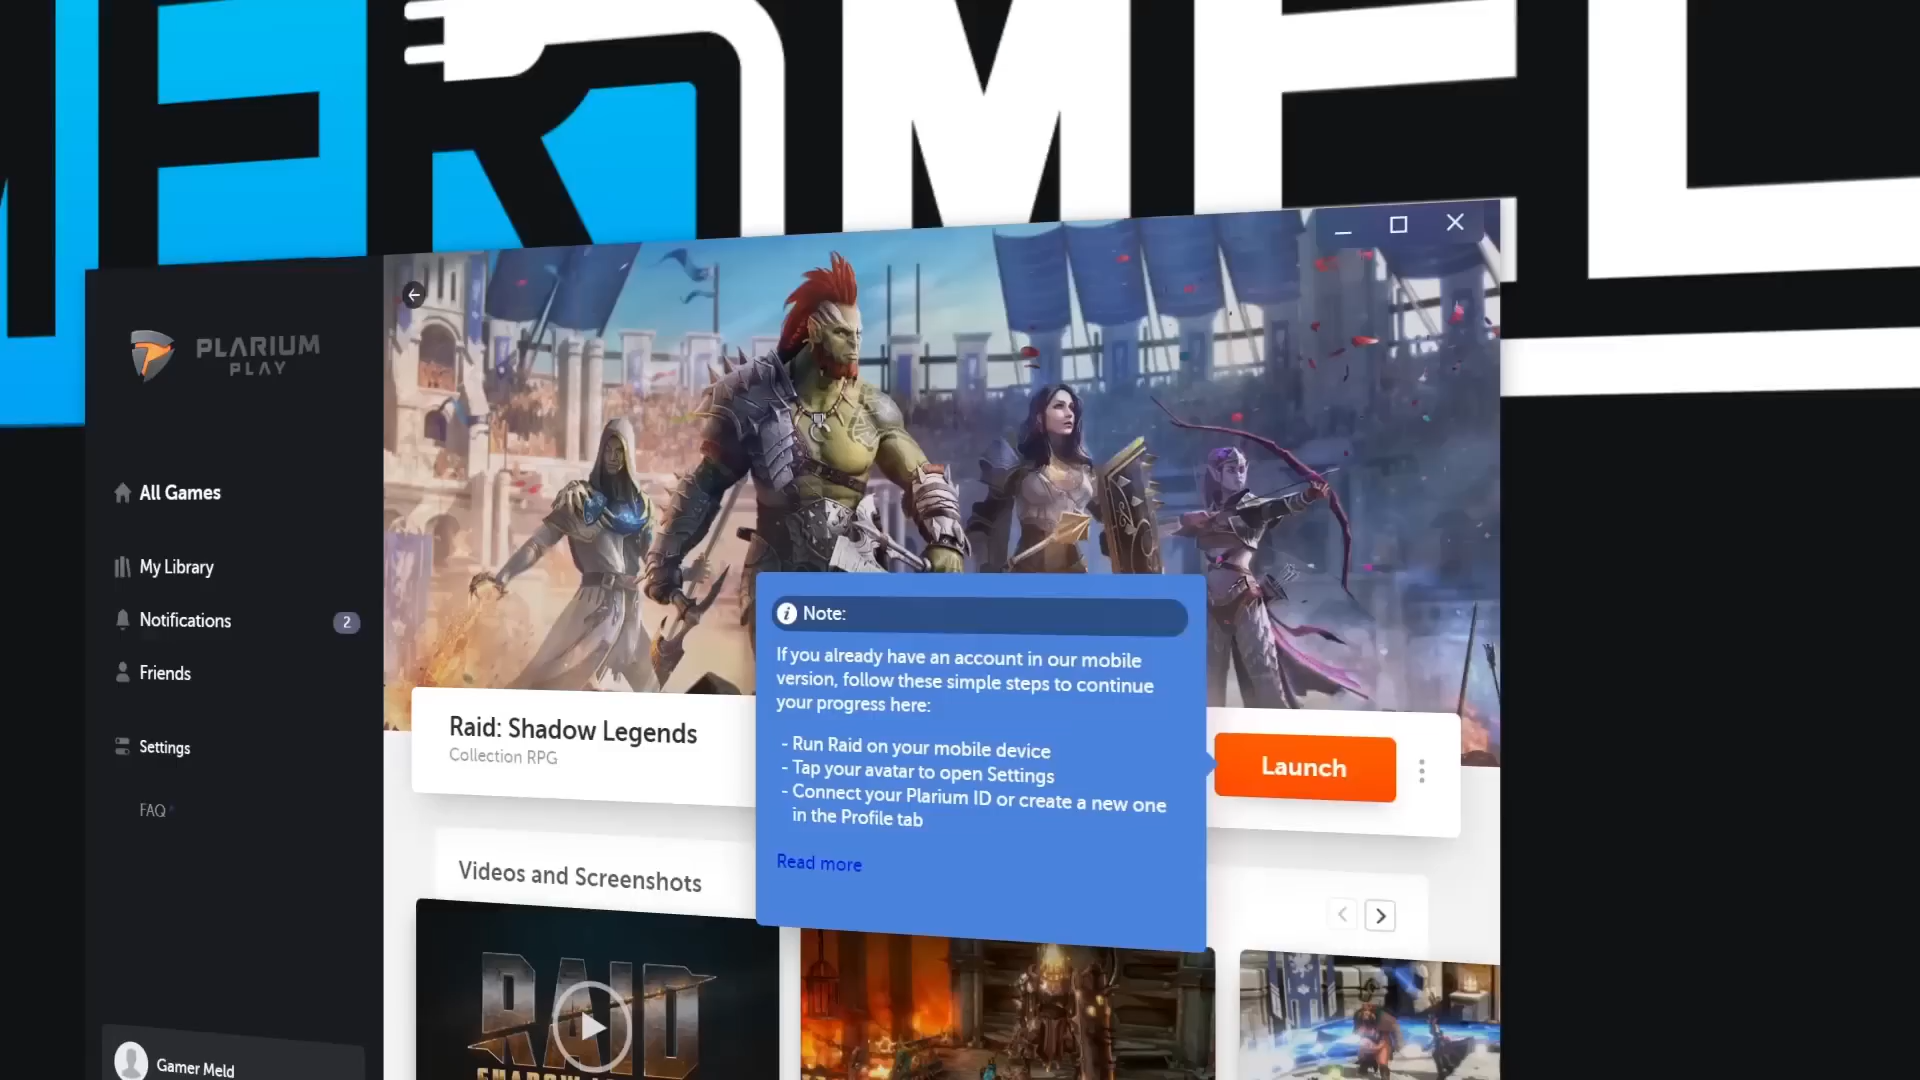 PLARIUM
PLAY
All Games
My Library
Notifications
2
Friends
Settings
FAQ
Gamer Meld
Raid: Shadow Legends
Collection RPG
Note:
If you already have an account in our mobile
version, follow these simple steps to continue
your progress here:
- Run Raid on your mobile device
- Tap your avatar to open Settings
- Connect your Plarium ID or create a new one
in the Profile tab
Read more
Launch
Videos and Screenshots
RAID